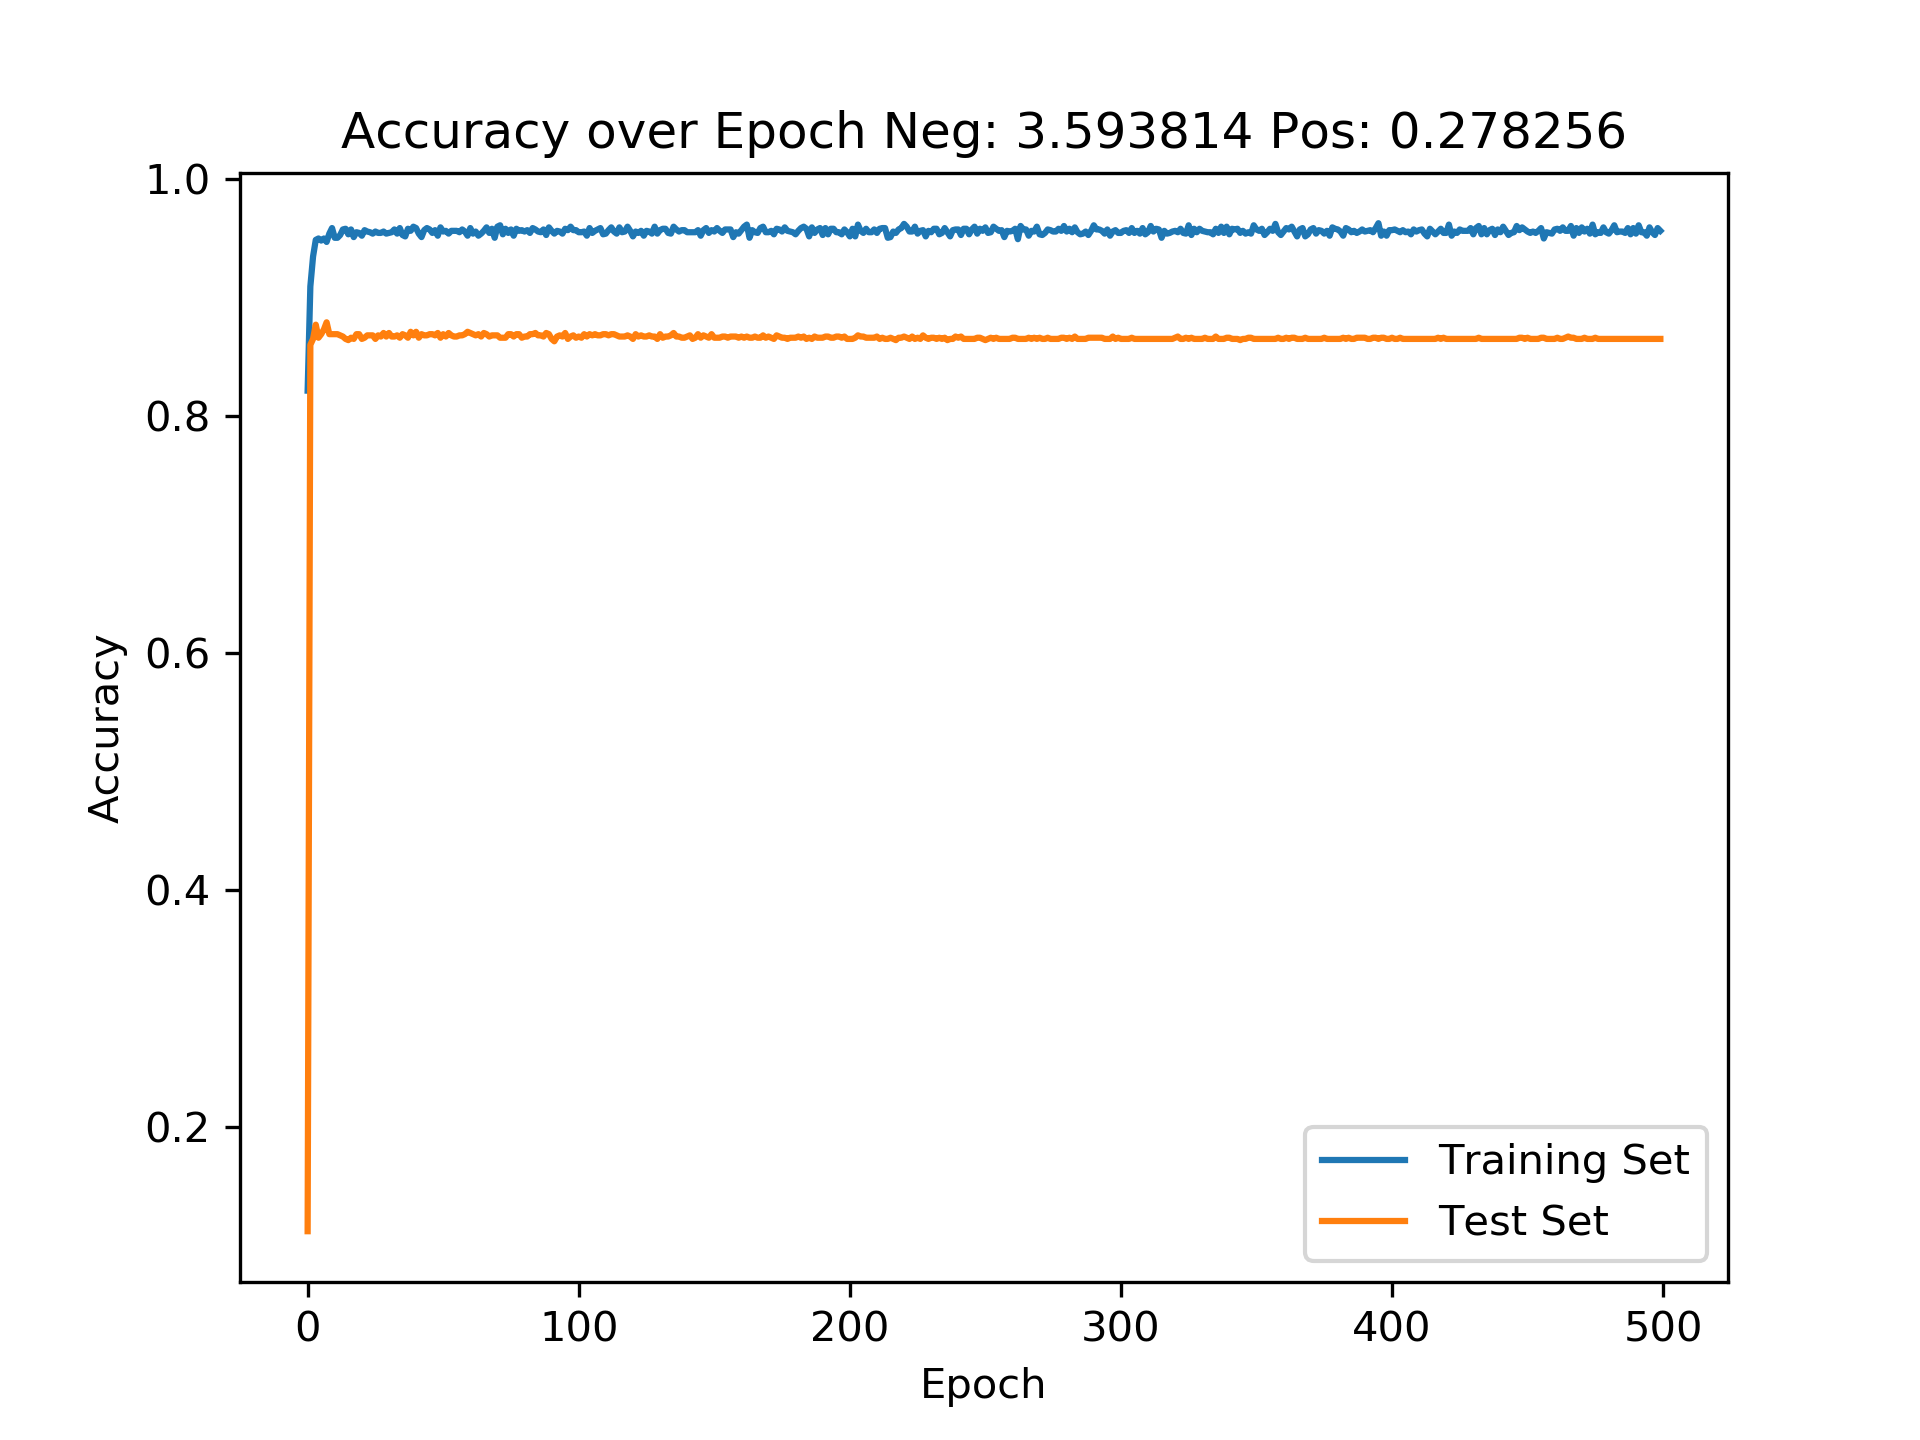 Accuracy over Epoch Neg: 3.593814 Pos: 0.278256
1.0
0.8
0.6
0.4
0.2
Accuracy
Training Set
Test Set
0 100 200 300 400 500
Epoch